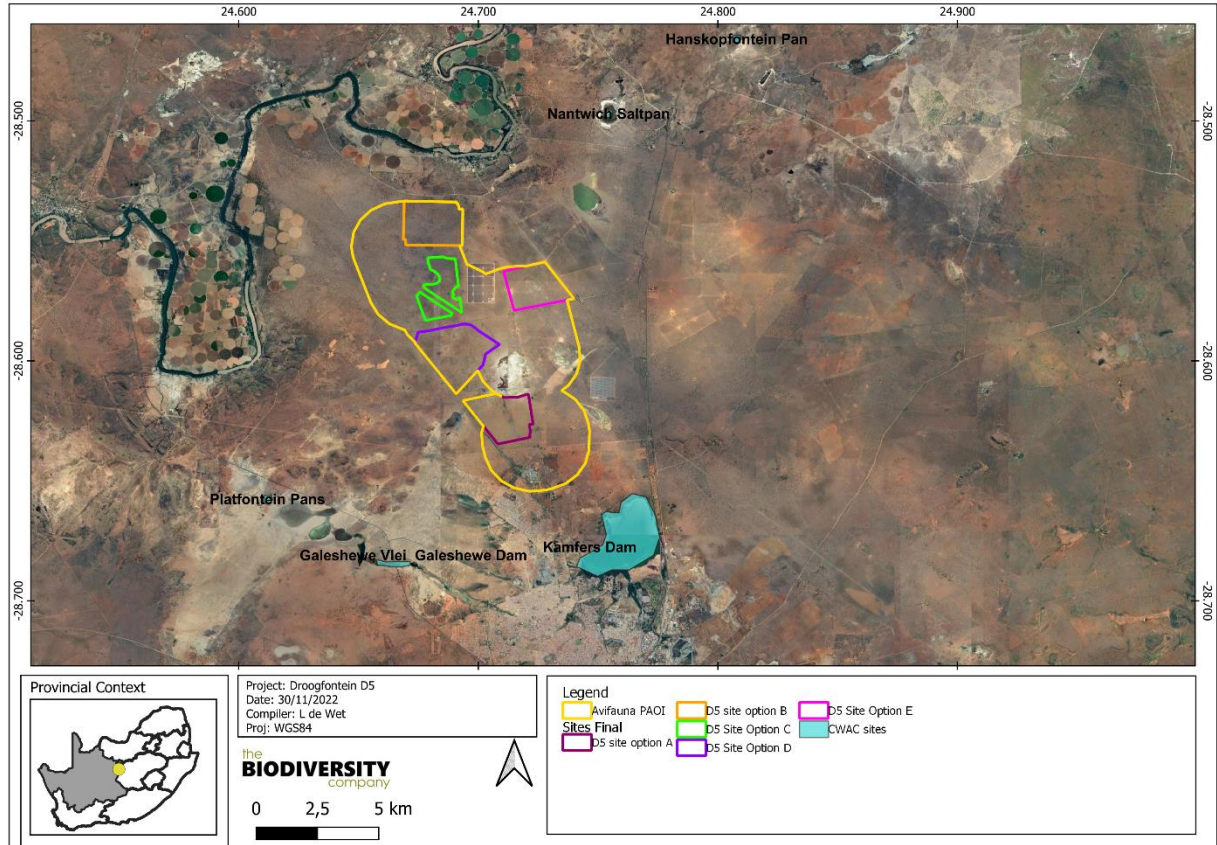 24.600 24.700 24.800 24.900
Hanskopfontein Pan
-28.500 -28.500
Nantwich Saltpan
-28.600 -28.600
Platfontein Pans
Galeshewe Vlei Galeshewe Dam Kamfers Dam
-28.700 -28.700
Provincial Context
Project: Droogfontein D5
Date: 30/11/2022
Compiler: L de Wet
Proj: WGS84
the
BIODIVERSITY
company
0 2,5 5 km
Legend
Avifauna PAOI
Sites Final
D5 site option A
D5 site option B
D5 Site Option C
D5 Site Option D
D5 Site Option E
CWAC sites